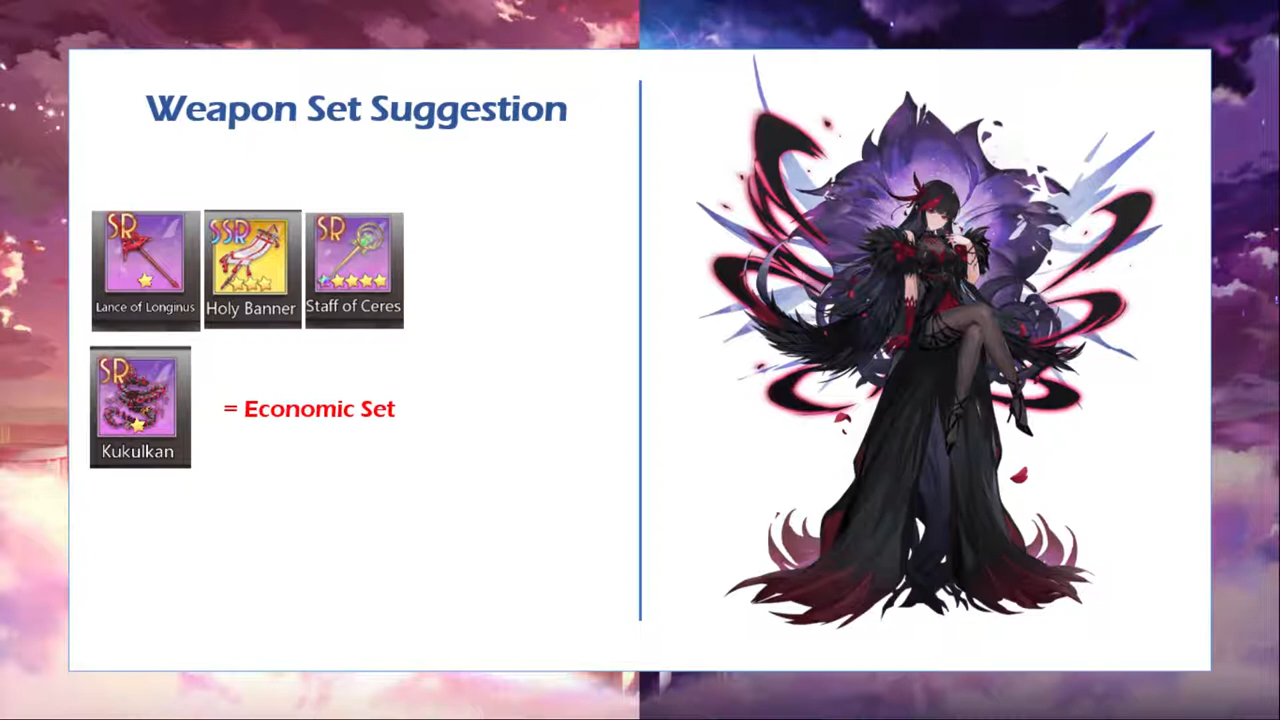 Weapon Set Suggestion
SR SSR SR
Lance of Longinus Holy Banner Staff of Ceres
SR
= Economic Set
Kukulkan